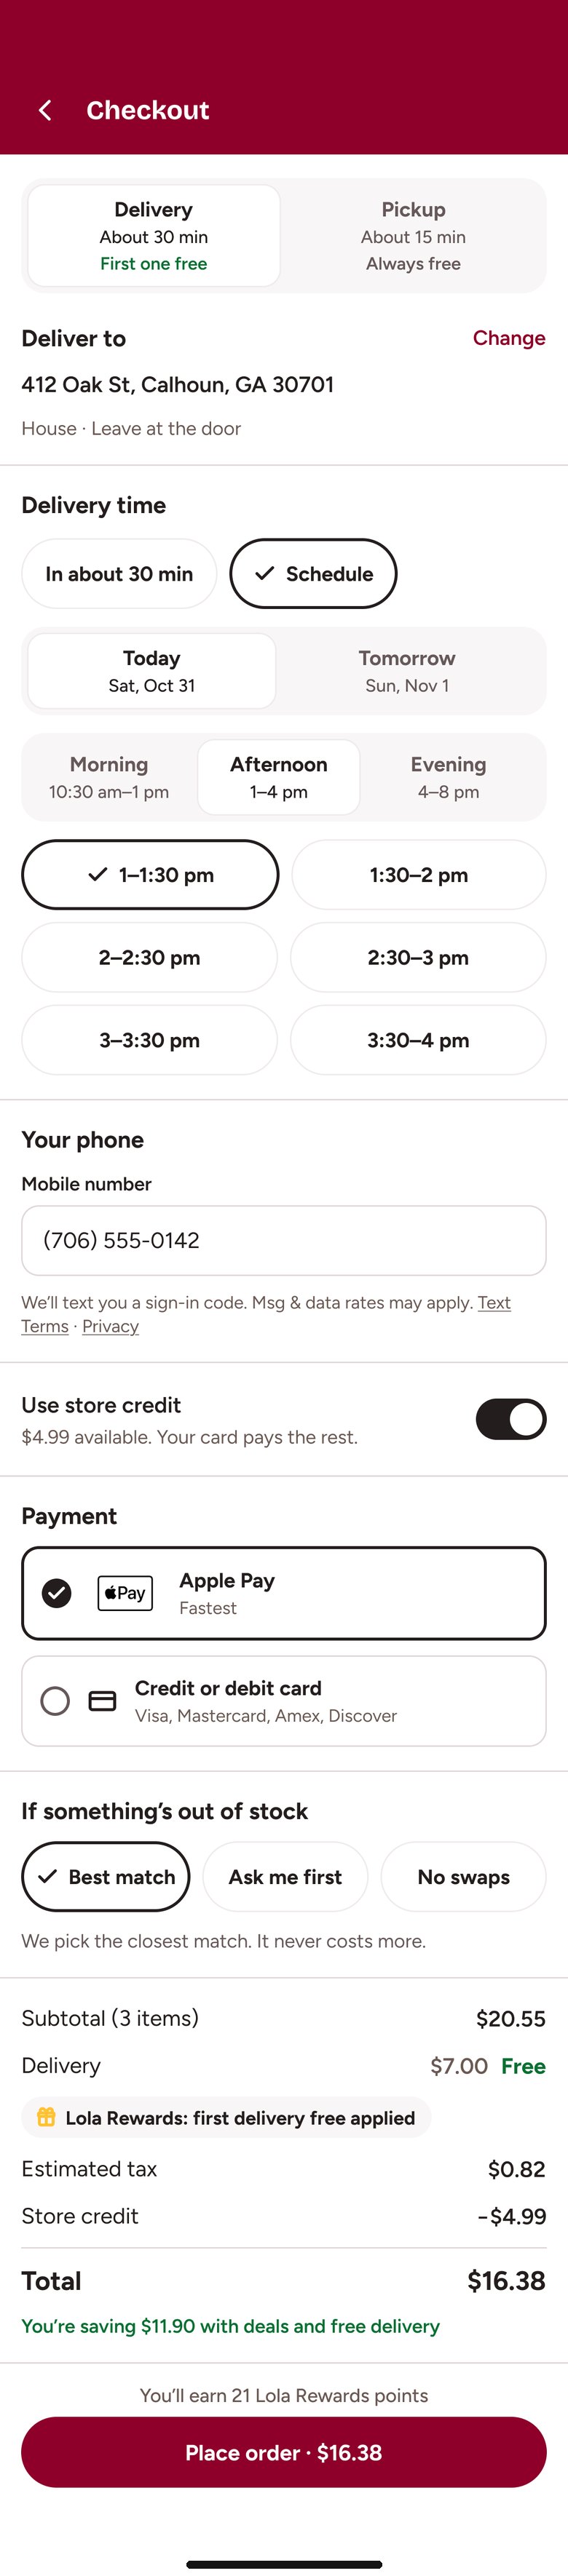 Checkout
Delivery
About 30 min
First one free
Pickup
About 15 min
Always free
Deliver to
Change
412 Oak St, Calhoun, GA 30701
House · Leave at the door
Delivery time
In about 30 min
Schedule
Today
Sat, Oct 31
Tomorrow
Sun, Nov 1
Morning
10:30 am–1 pm
Afternoon
1–4 pm
Evening
4–8 pm
1–1:30 pm
1:30–2 pm
2–2:30 pm
2:30–3 pm
3–3:30 pm
3:30–4 pm
Your phone
Mobile number
(706) 555-0142
We’ll text you a sign-in code. Msg & data rates may apply. Text
Terms · Privacy
Use store credit
$4.99 available. Your card pays the rest.
Payment
Pay
Apple Pay
Fastest
Credit or debit card
Visa, Mastercard, Amex, Discover
If something’s out of stock
Best match
Ask me first
No swaps
We pick the closest match. It never costs more.
Subtotal (3 items) $20.55
Delivery $7.00 Free
Lola Rewards: first delivery free applied
Estimated tax $0.82
Store credit −$4.99
Total $16.38
You’re saving $11.90 with deals and free delivery
You’ll earn 21 Lola Rewards points
Place order · $16.38